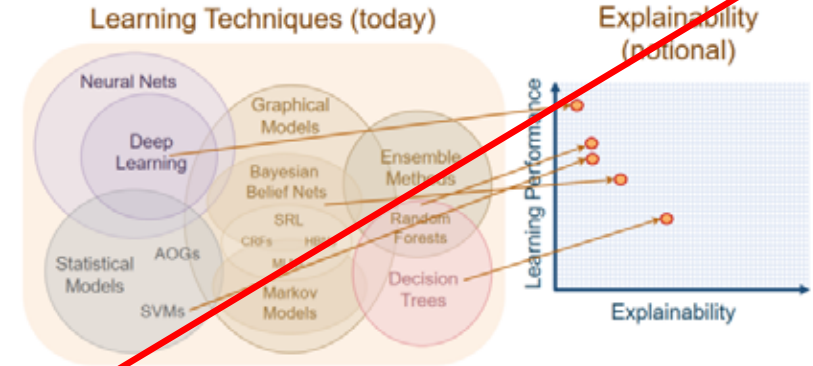 Learning Techniques (today)
Neural Nets
Deep
Learning
Graphical
Models
Bayesian
Belief Nets
SRL
CRFs
Markov
Models
Ensemble
Methods
Random
Forests
Decision
Trees
Statistical
Models
AOGs
SVMs
Explainability
(notional)
Learning Performance
Explainability